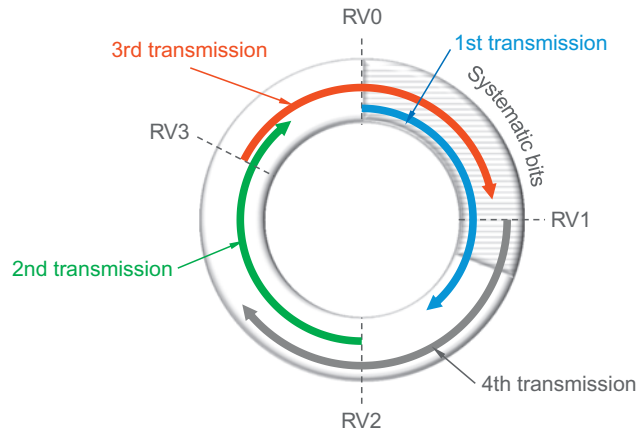 RV0
1st transmission
3rd transmission
Systematic bits
RV3
RV1
2nd transmission
4th transmission
RV2